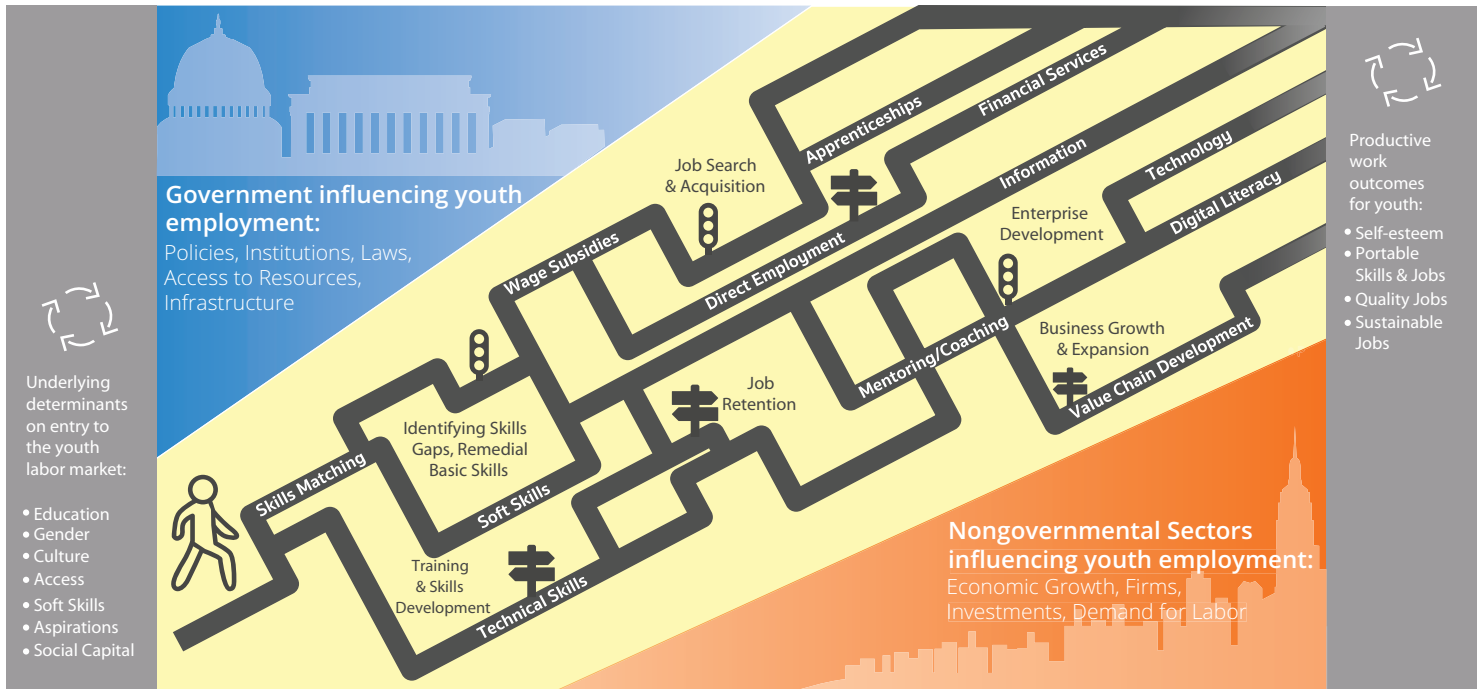 Underlying
determinants
on entry to
the youth
labor market:
• Education
• Gender
• Culture
• Access
• Soft Skills
• Aspirations
• Social Capital
Government influencing youth
employment:
Policies, Institutions, Laws,
Access to Resources,
Infrastructure
Skills Matching
Identifying Skills
Gaps, Remedial
Basic Skills
Soft Skills
Training
& Skills
Development
Technical Skills
Wage Subsidies
Job Search
& Acquisition
Apprenticeships
Financial Services
Direct Employment
Information
Job
Retention
Mentoring/Coaching
Enterprise
Development
Technology
Digital Literacy
Business Growth
& Expansion
Value Chain Development
Nongovernmental Sectors
influencing youth employment:
Economic Growth, Firms,
Investments, Demand for Labor
Productive
work
outcomes
for youth:
• Self-esteem
• Portable
Skills & Jobs
• Quality Jobs
• Sustainable
Jobs